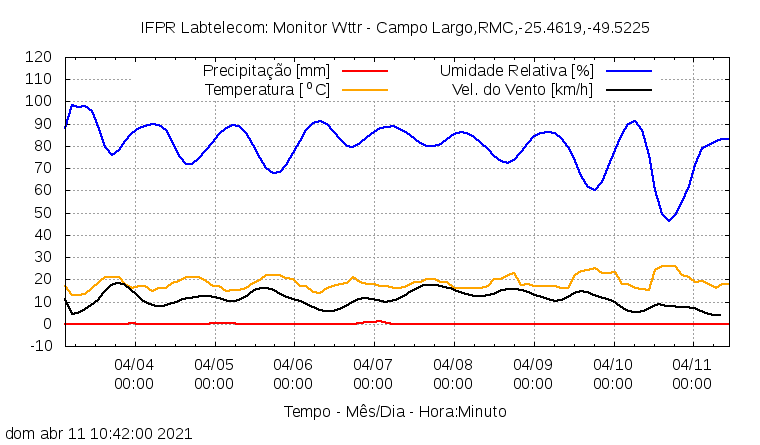 IFPR Labtelecom: Monitor Wttr - Campo Largo,RMC,-25.4619,-49.5225
120
110
100
90
80
70
60
50
40
30
20
10
0
-10
Precipitação [mm]
Temperatura [ ⁰C]
Umidade Relativa [%]
Vel. do Vento [km/h]
04/04 04/05 04/06 04/07 04/08 04/09 04/10 04/11
00:00 00:00 00:00 00:00 00:00 00:00 00:00 00:00
Tempo - Mês/Dia - Hora:Minuto
dom abr 11 10:42:00 2021